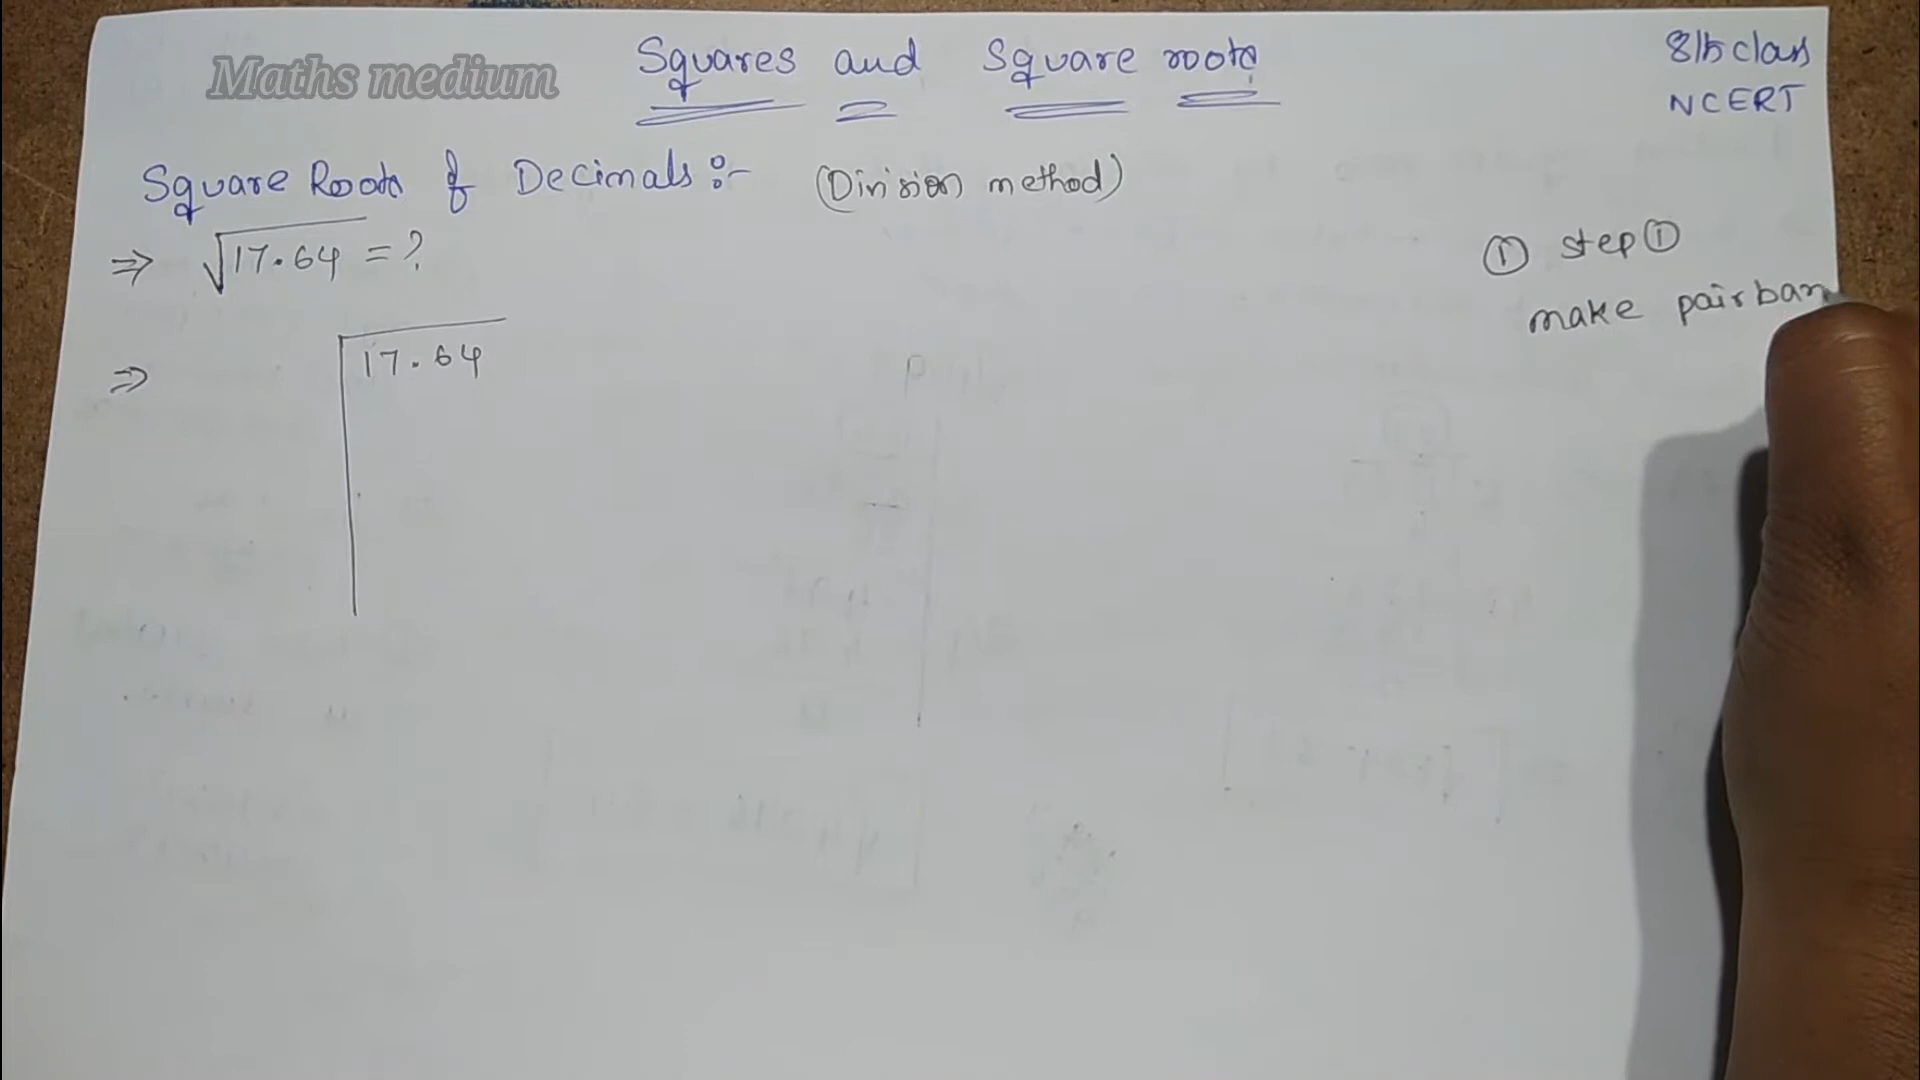 Maths medium
Squares and Square roots
8th class
NCERT
Square Roots of Decimals :- (Division method)
⇒ √17.64 = ?
① step ①
make pair bar
⇒ 17.64